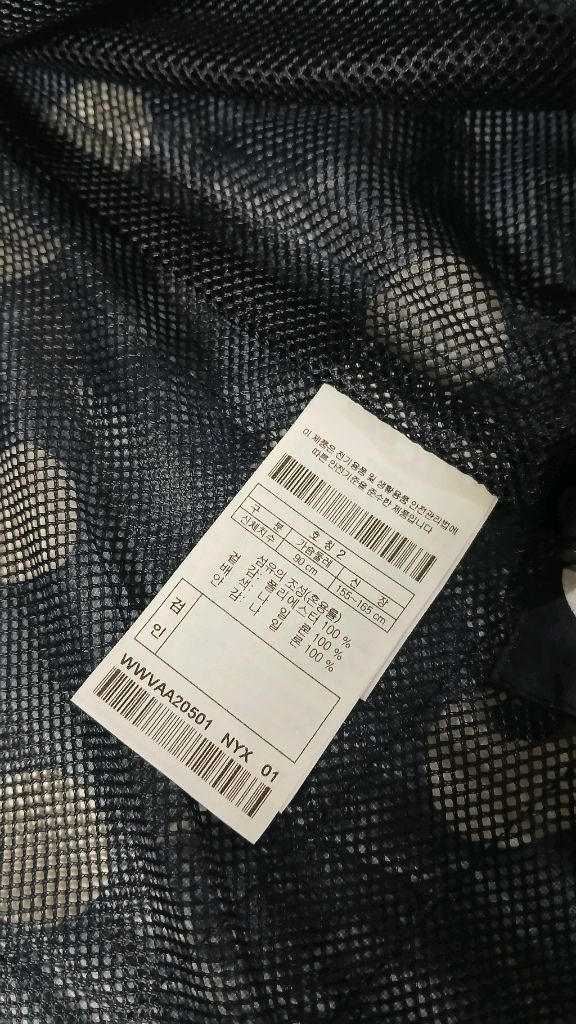 이 제품은 전기용품 및 생활용품 안전관리법에
따른 안전기준을 준수한 제품입니다
호칭 2
구 분 가슴둘레 신 장
신체치수 90 cm 155-165 cm
섬유의 조성(혼용률)
겉 감: 폴리에스터 100 %
배 색: 나 일 론 100 %
안 감: 나 일 론 100 %
검
인
WWVAA20501 NYX 01